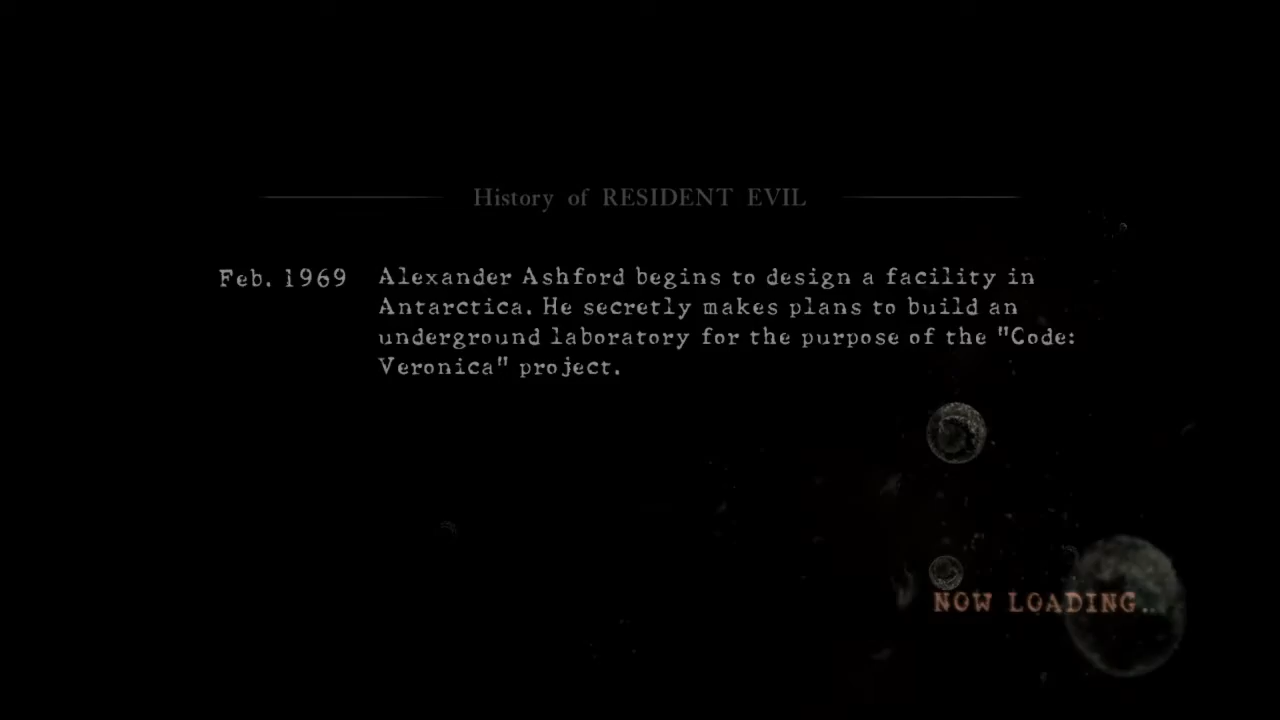 History of RESIDENT EVIL
Feb. 1969 Alexander Ashford begins to design a facility in
Antarctica. He secretly makes plans to build an
underground laboratory for the purpose of the "Code:
Veronica" project.
NOW LOADING..